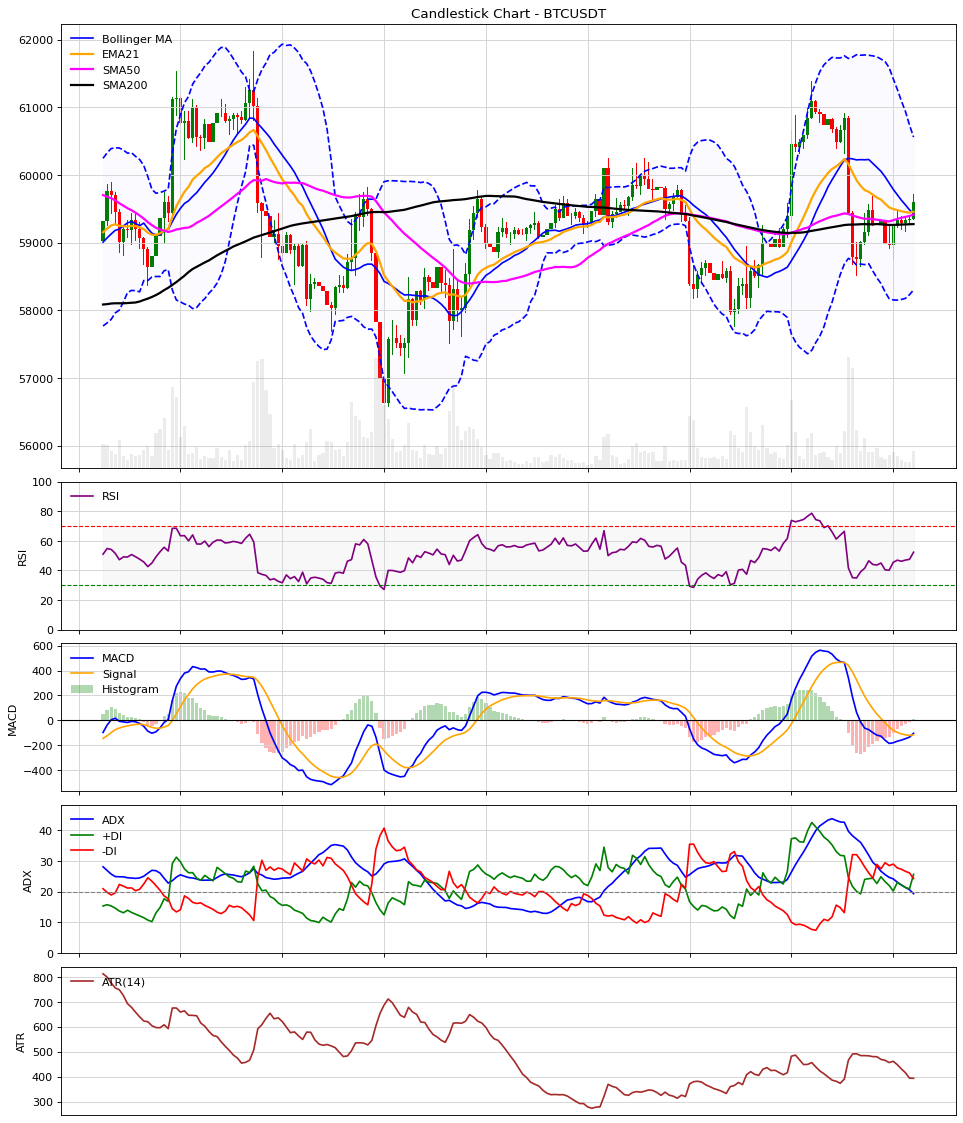 Candlestick Chart - BTCUSDT
Bollinger MA
EMA21
SMA50
SMA200
62000
61000
60000
59000
58000
57000
56000
RSI
RSI
100
80
60
40
20
0
MACD
Signal
Histogram
MACD
600
400
200
0
−200
−400
ADX
+DI
-DI
ADX
40
30
20
10
0
ATR(14)
ATR
800
700
600
500
400
300